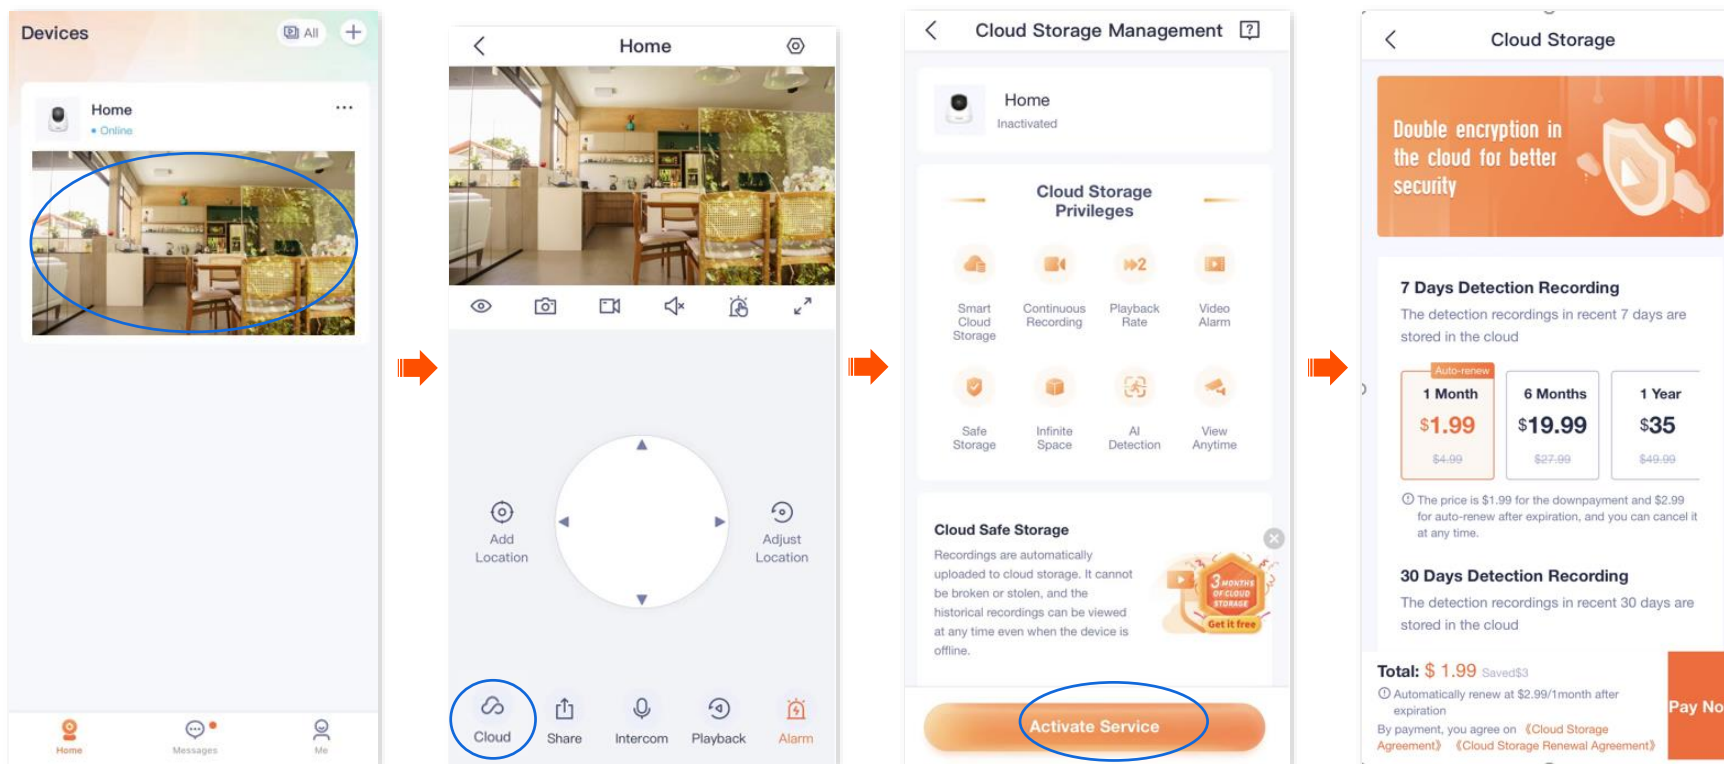 Devices
All
Home
Online
Home
Messages
Me
Home
Add
Location
Adjust
Location
Cloud
Share
Intercom
Playback
Alarm
Cloud Storage Management
Home
Inactivated
Cloud Storage
Privileges
Smart
Cloud
Storage
Continuous
Recording
2
Playback
Rate
Video
Alarm
Safe
Storage
Infinite
Space
AI
Detection
View
Anytime
Cloud Safe Storage
Recordings are automatically
uploaded to cloud storage. It cannot
be broken or stolen, and the
historical recordings can be viewed
at any time even when the device is
offline.
3 MONTHS
OF CLOUD
STORAGE
Get it free
Activate Service
Cloud Storage
Double encryption in
the cloud for better
security
7 Days Detection Recording
The detection recordings in recent 7 days are
stored in the cloud
Auto-renew
1 Month
$1.99
$4.99
6 Months
$19.99
$27.99
1 Year
$35
$49.99
The price is $1.99 for the downpayment and $2.99
for auto-renew after expiration, and you can cancel it
at any time.
30 Days Detection Recording
The detection recordings in recent 30 days are
stored in the cloud
Total: $ 1.99 Saved$3
Automatically renew at $2.99/1month after
expiration
By payment, you agree on 《Cloud Storage
Agreement》 《Cloud Storage Renewal Agreement》
Pay No